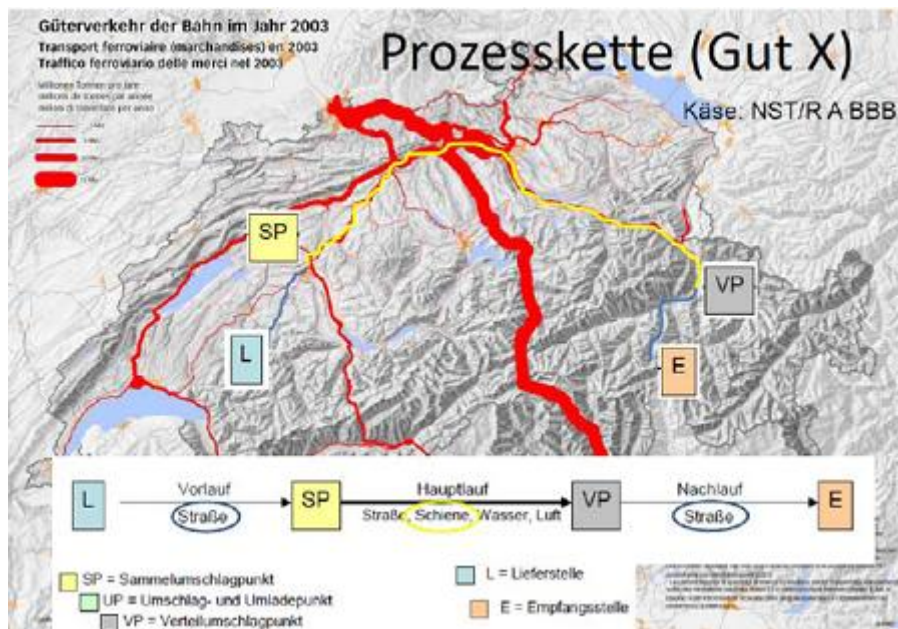 Güterverkehr der Bahn im Jahr 2003
Transport ferroviaire (marchandises) en 2003
Traffico ferroviario delle merci nel 2003
Prozesskette (Gut X)
Käse: NST/R A BBB
SP
L
VP
E
L
Vorlauf
Straße
SP
Hauptlauf
Straße, Schiene, Wasser, Luft
VP
Nachlauf
Straße
E
SP = Sammelumschlagpunkt
UP = Umschlag- und Umladepunkt
VP = Verteilumschlagpunkt
L = Lieferstelle
E = Empfangsstelle